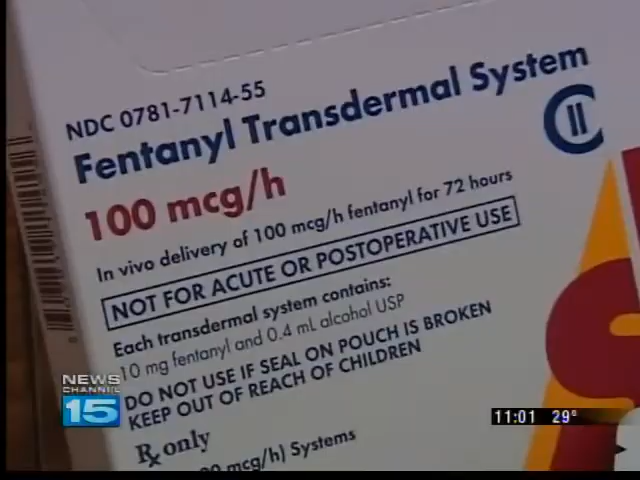 NDC 0781-7114-55
Fentanyl Transdermal System
CII
100 mcg/h
In vivo delivery of 100 mcg/h fentanyl for 72 hours
NOT FOR ACUTE OR POSTOPERATIVE USE
Each transdermal system contains:
10 mg fentanyl and 0.4 mL alcohol USP
DO NOT USE IF SEAL ON POUCH IS BROKEN
KEEP OUT OF REACH OF CHILDREN
Rx only
mcg/h) Systems
NEWS
CHANNEL
15
11:01 29°